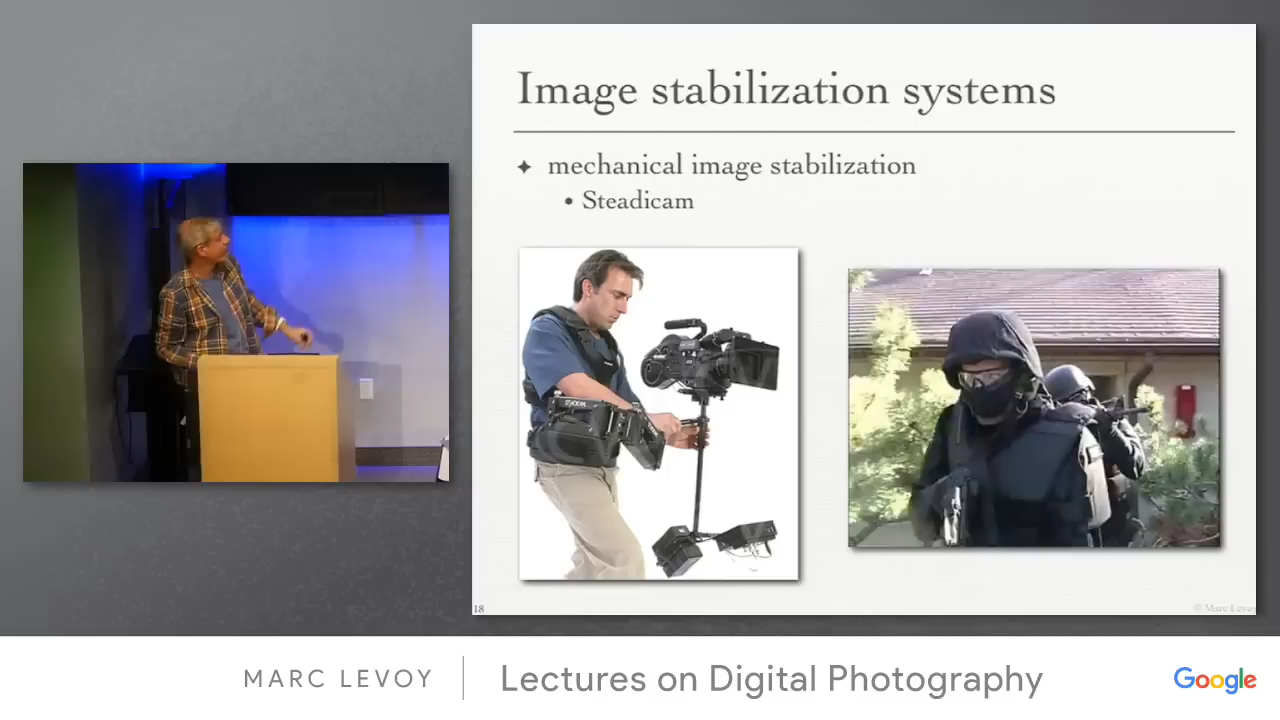 Image stabilization systems
✦ mechanical image stabilization
• Steadicam
18
© Marc Levoy
MARC LEVOY
Lectures on Digital Photography
Google